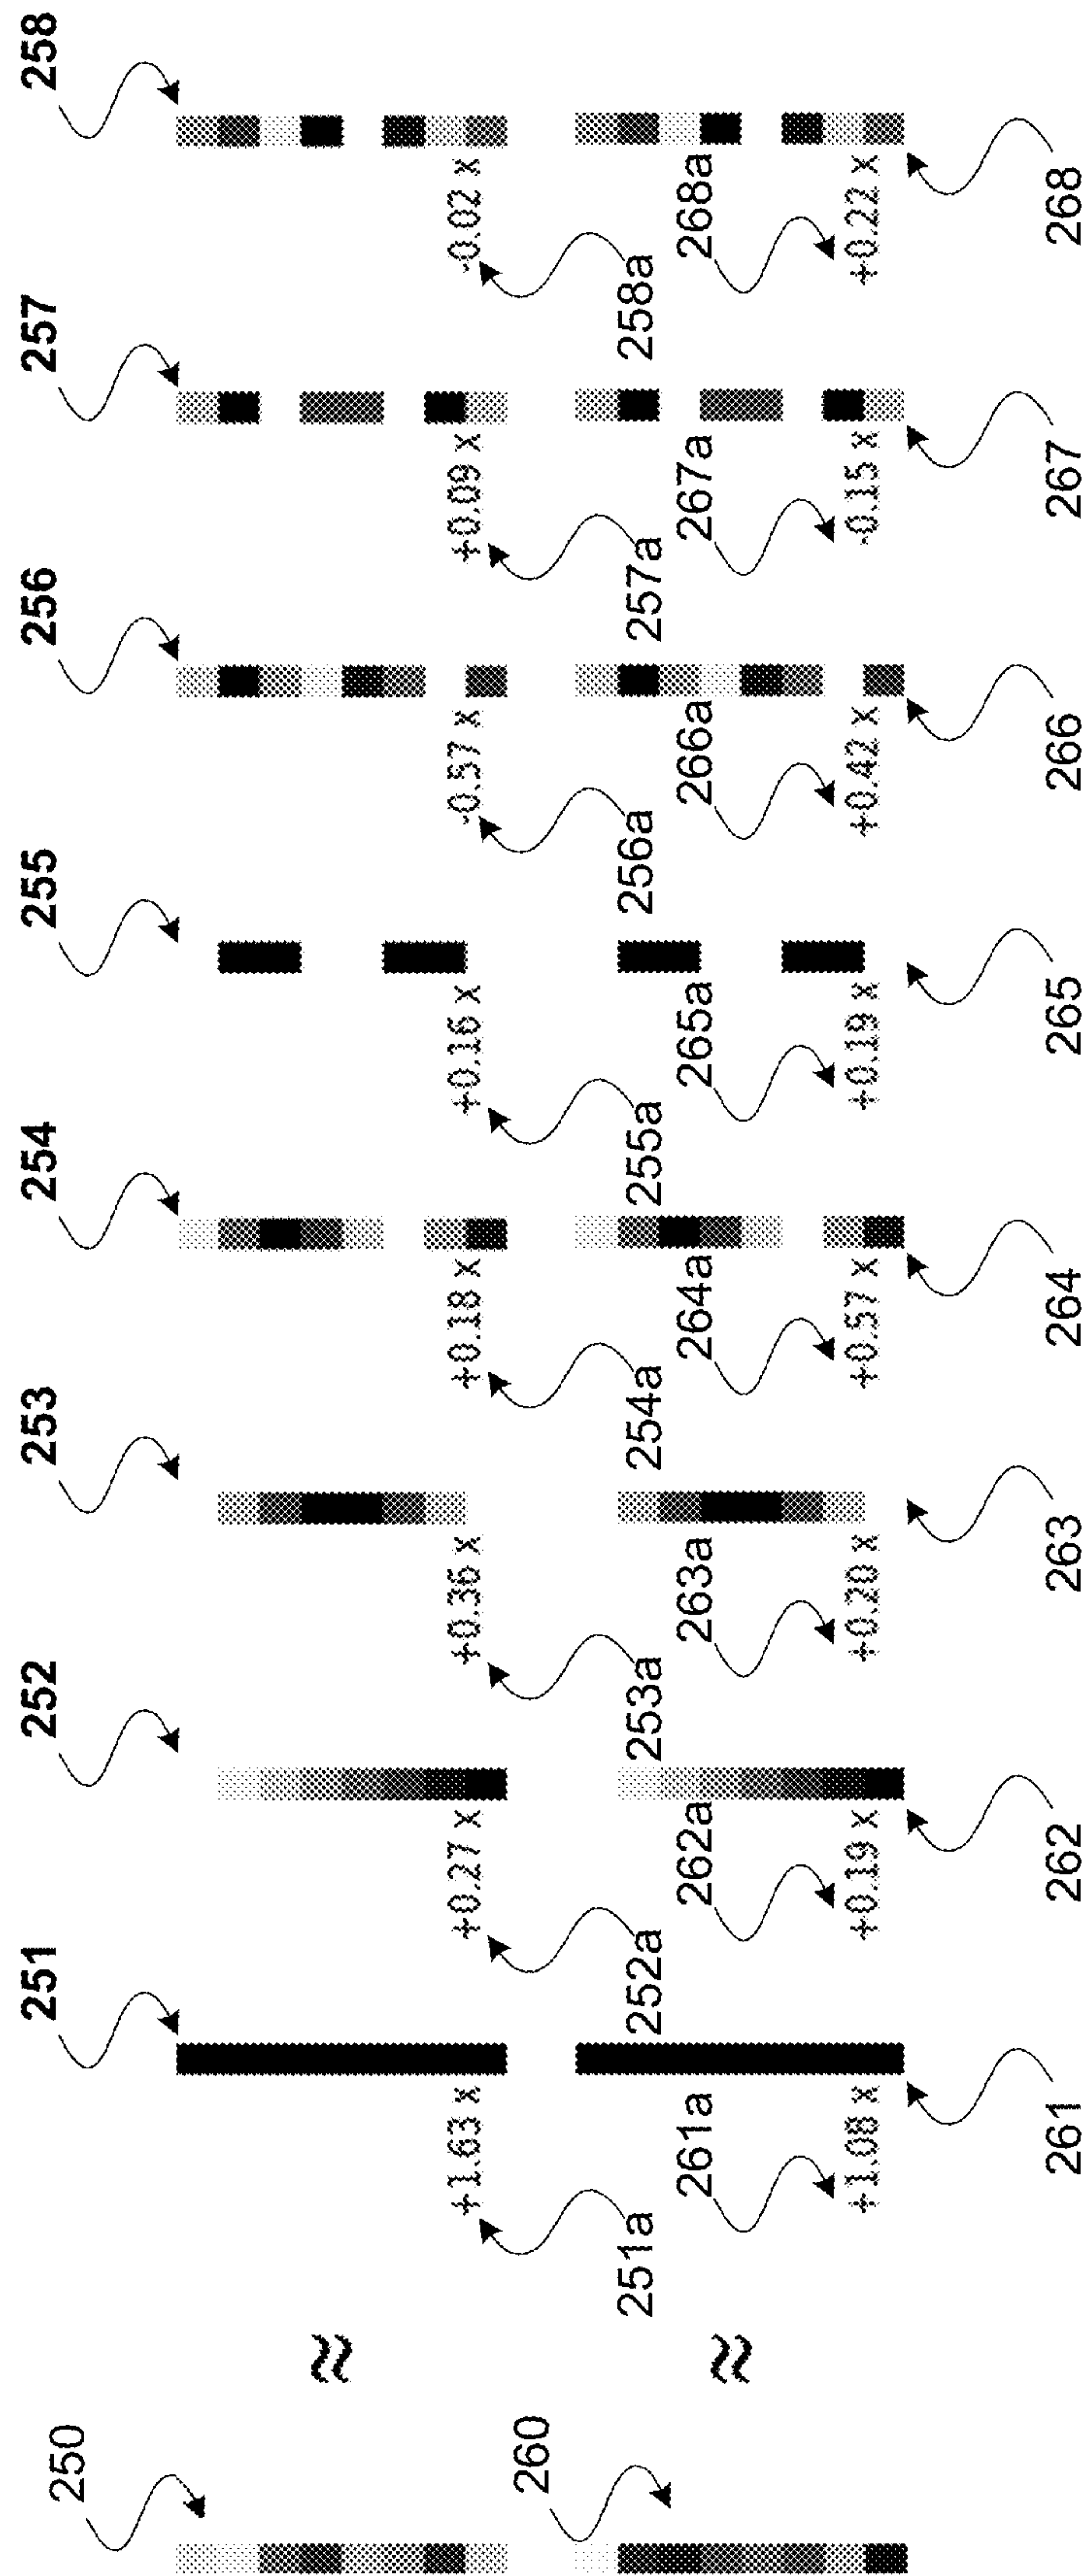 251 252 253 254 255 256 257 258
250
≈ +1.63 x +0.27 x +0.36 x +0.18 x +0.16 x -0.57 x +0.09 x -0.02 x
260
251a 252a 253a 254a 255a 256a 257a 258a
261a 262a 263a 264a 265a 266a 267a 268a
≈ +1.08 x +0.19 x +0.20 x +0.57 x +0.19 x +0.42 x -0.15 x +0.22 x
261 262 263 264 265 266 267 268